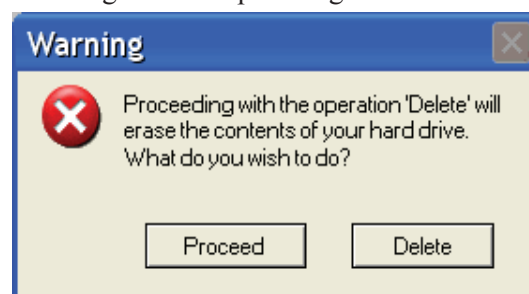 Warning
Proceeding with the operation 'Delete' will
erase the contents of your hard drive.
What do you wish to do?
Proceed Delete